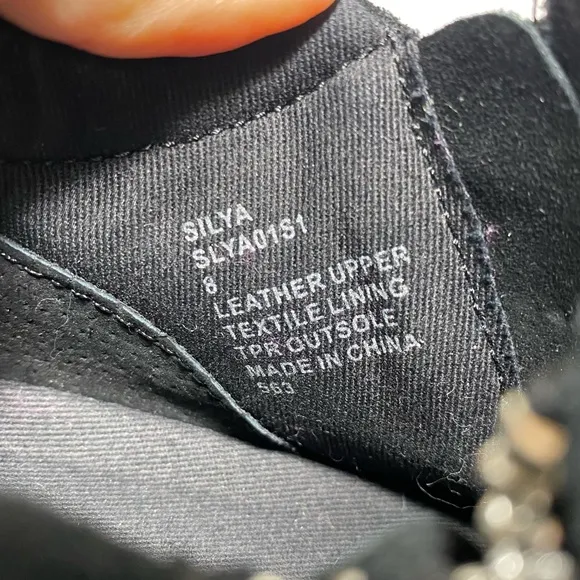 SILYA
SLYA01S1
8
LEATHER UPPER
TEXTILE LINING
TPR OUTSOLE
MADE IN CHINA
563